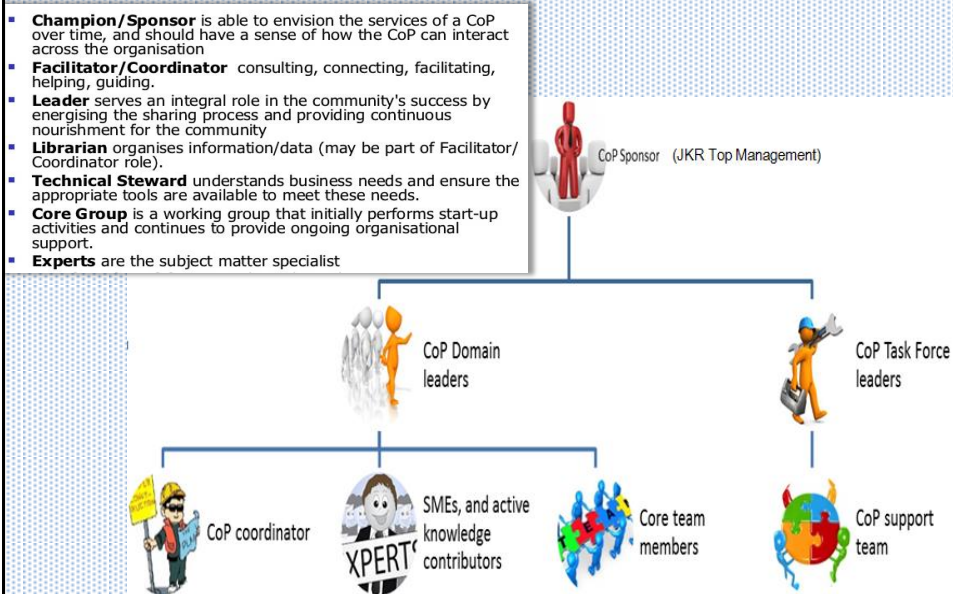 Champion/Sponsor is able to envision the services of a CoP
over time, and should have a sense of how the CoP can interact
across the organisation
Facilitator/Coordinator consulting, connecting, facilitating,
helping, guiding.
Leader serves an integral role in the community's success by
energising the sharing process and providing continuous
nourishment for the community
Librarian organises information/data (may be part of Facilitator/
Coordinator role).
Technical Steward understands business needs and ensure the
appropriate tools are available to meet these needs.
Core Group is a working group that initially performs start-up
activities and continues to provide ongoing organisational
support.
Experts are the subject matter specialist
CoP Sponsor (JKR Top Management)
CoP Domain
leaders
CoP Task Force
leaders
CoP coordinator
XPERT
SMEs, and active
knowledge
contributors
TEA
Core team
members
CoP support
team